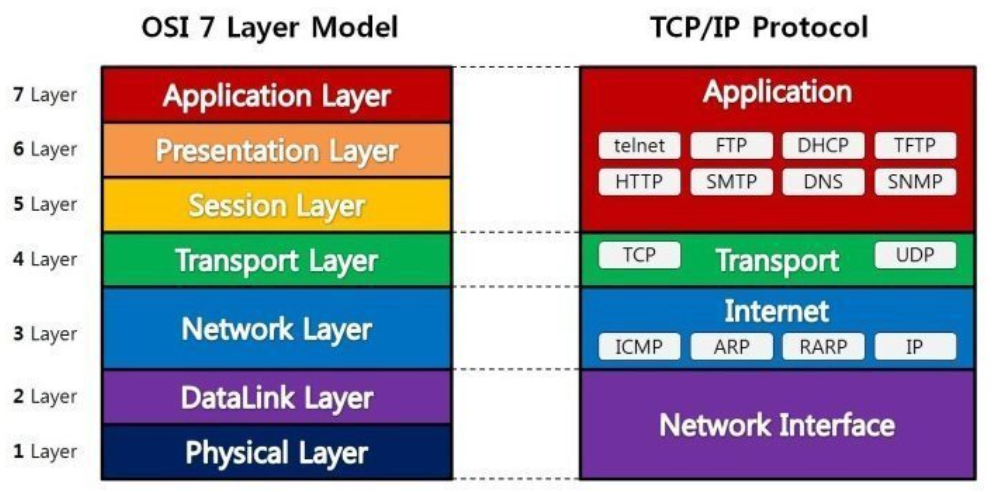 OSI 7 Layer Model
7 Layer Application Layer
6 Layer Presentation Layer
5 Layer Session Layer
4 Layer Transport Layer
3 Layer Network Layer
2 Layer DataLink Layer
1 Layer Physical Layer
TCP/IP Protocol
Application
telnet FTP DHCP TFTP
HTTP SMTP DNS SNMP
TCP Transport UDP
Internet
ICMP ARP RARP IP
Network Interface